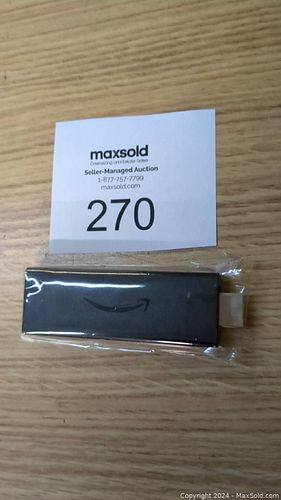 maxsold
Downsizing and Estate Sales
Seller-Managed Auction
1-877-257-7799
maxsold.com
270
Copyright © 2024 - MaxSold.com